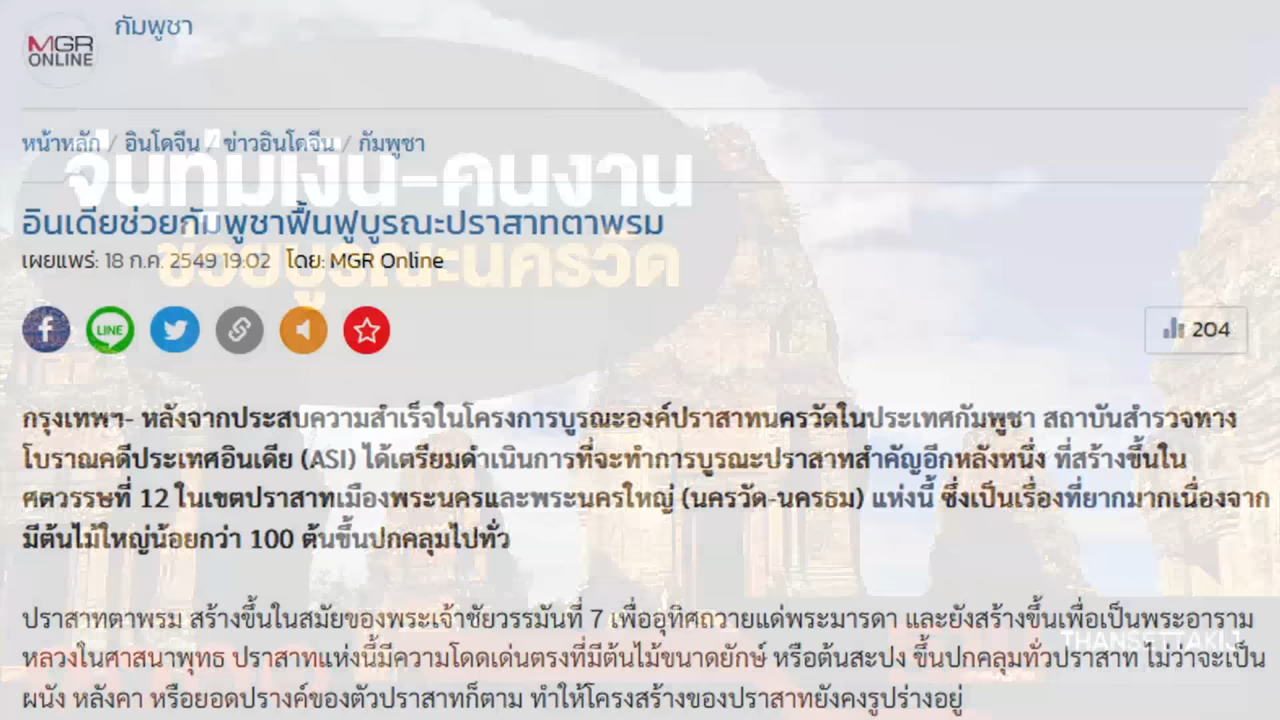 กัมพูชา
MGR
ONLINE
หน้าหลัก / อินโดจีน / ข่าวอินโดจีน / กัมพูชา
จีนทุ่มเงิน-คนงาน
อินเดียช่วยกัมพูชาฟื้นฟูบูรณะปราสาทตาพรม
ช่วยบูรณะนครวัด
เผยแพร่: 18 ก.ค. 2549 19:02 โดย: MGR Online
LINE
204
กรุงเทพฯ- หลังจากประสบความสำเร็จในโครงการบูรณะองค์ปราสาทนครวัดในประเทศกัมพูชา สถาบันสำรวจทาง
โบราณคดีประเทศอินเดีย (ASI) ได้เตรียมดำเนินการที่จะทำการบูรณะปราสาทสำคัญอีกหลังหนึ่ง ที่สร้างขึ้นใน
ศตวรรษที่ 12 ในเขตปราสาทเมืองพระนครและพระนครใหญ่ (นครวัด-นครธม) แห่งนี้ ซึ่งเป็นเรื่องที่ยากมากเนื่องจาก
มีต้นไม้ใหญ่น้อยกว่า 100 ต้นขึ้นปกคลุมไปทั่ว
ปราสาทตาพรม สร้างขึ้นในสมัยของพระเจ้าชัยวรรมันที่ 7 เพื่ออุทิศถวายแด่พระมารดา และยังสร้างขึ้นเพื่อเป็นพระอาราม
THANSETTAKIJ
หลวงในศาสนาพุทธ ปราสาทแห่งนี้มีความโดดเด่นตรงที่มีต้นไม้ขนาดยักษ์ หรือต้นสะปง ขึ้นปกคลุมทั่วปราสาท ไม่ว่าจะเป็น
ผนัง หลังคา หรือยอดปรางค์ของตัวปราสาทก็ตาม ทำให้โครงสร้างของปราสาทยังคงรูปร่างอยู่